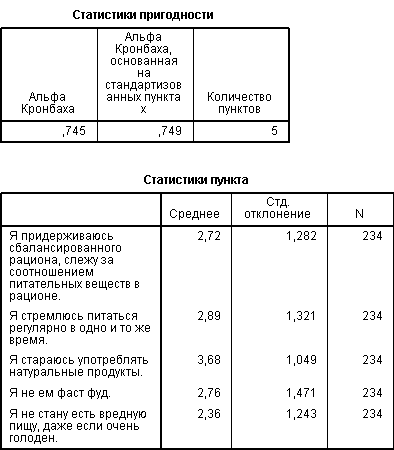 Статистики пригодности
Альфа
Кронбаха
Альфа
Кронбаха,
основанная
на
стандартизов
анных пункта
х
Количество
пунктов
,745 ,749 5
Статистики пункта
Среднее
Стд.
отклонение
N
Я придерживаюсь 2,72 1,282 234
сбалансированного
рациона, слежу за
соотношением
питательных веществ в
рационе.
Я стремлюсь питаться 2,89 1,321 234
регулярно в одно и то же
время.
Я стараюсь употреблять 3,68 1,049 234
натуральные продукты.
Я не ем фаст фуд. 2,76 1,471 234
Я не стану есть вредную 2,36 1,243 234
пищу, даже если очень
голоден.